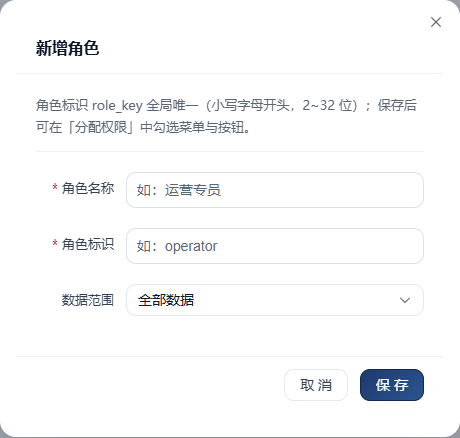 新增角色
角色标识 role_key 全局唯一（小写字母开头，2~32 位）；保存后
可在「分配权限」中勾选菜单与按钮。
* 角色名称 如：运营专员
* 角色标识 如：operator
数据范围 全部数据
取 消 保 存